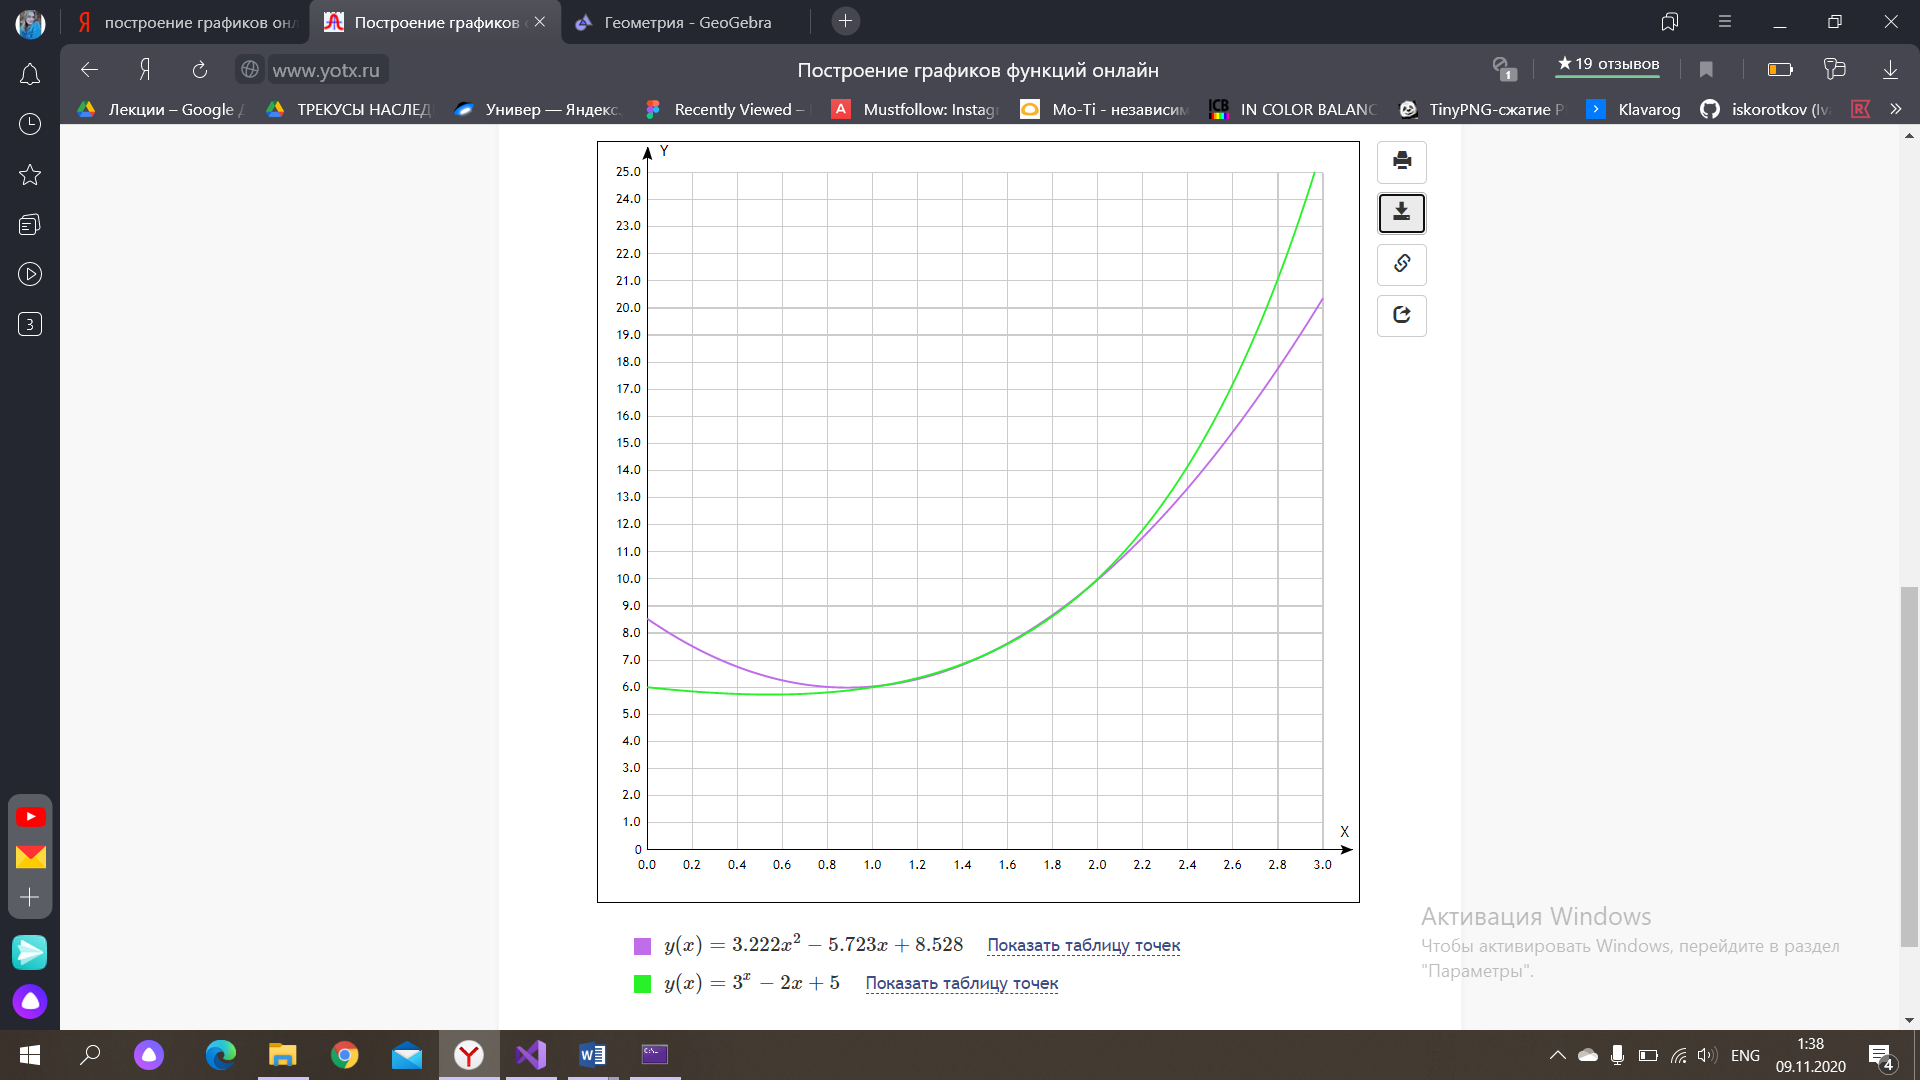 построение графиков онл
Построение графиков
Геометрия - GeoGebra
www.yotx.ru
Построение графиков функций онлайн
1
★ 19 отзывов
Лекции – Google
ТРЕКУСЫ НАСЛЕД
Универ — Яндекс
Recently Viewed –
Mustfollow: Instag
Mo-Ti - независим
ICB
IN COLOR BALANC
TinyPNG-сжатие P
Klavarog
iskorotkov (Iv
3
Y
25.0
24.0
23.0
22.0
21.0
20.0
19.0
18.0
17.0
16.0
15.0
14.0
13.0
12.0
11.0
10.0
9.0
8.0
7.0
6.0
5.0
4.0
3.0
2.0
1.0
0
X
0.0 0.2 0.4 0.6 0.8 1.0 1.2 1.4 1.6 1.8 2.0 2.2 2.4 2.6 2.8 3.0
y(x) = 3.222x² − 5.723x + 8.528 Показать таблицу точек
y(x) = 3ˣ − 2x + 5 Показать таблицу точек
Активация Windows
Чтобы активировать Windows, перейдите в раздел
"Параметры".
ENG
1:38
09.11.2020
4